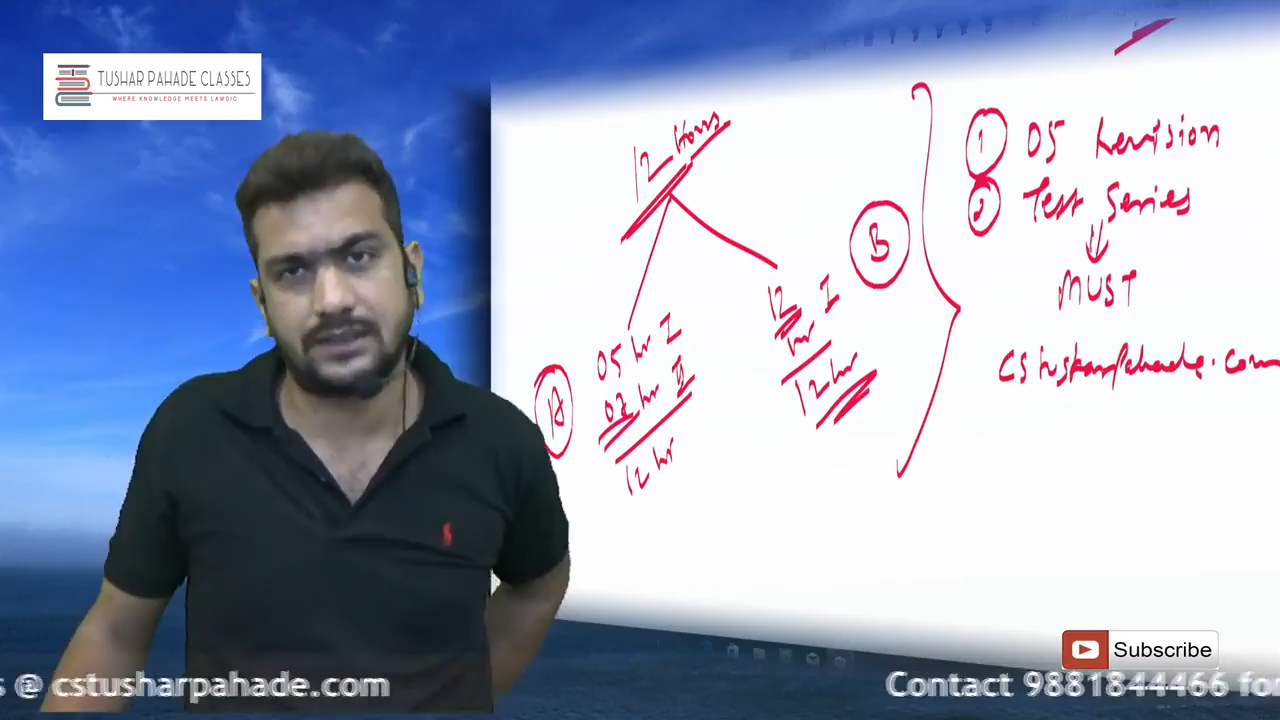 TUSHAR PAHADE CLASSES
WHERE KNOWLEDGE MEETS LAWGIC
12 Hours
A
05 hr I
07 hr II
12 hr
B
12 hr I
12 hr
1 05 Revision
2 Test Series
MUST
cstusharpahade.com
Subscribe
s @ cstusharpahade.com
Contact 9881844466 for